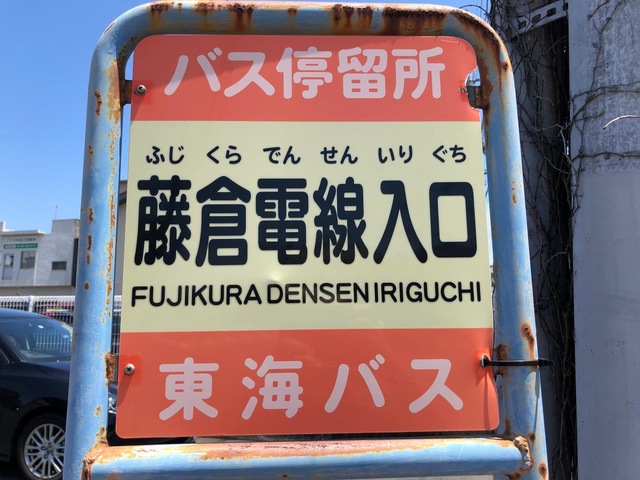 バス停留所
ふじ くら でん せん いり ぐち
藤倉電線入口
FUJIKURA DENSEN IRIGUCHI
東海バス